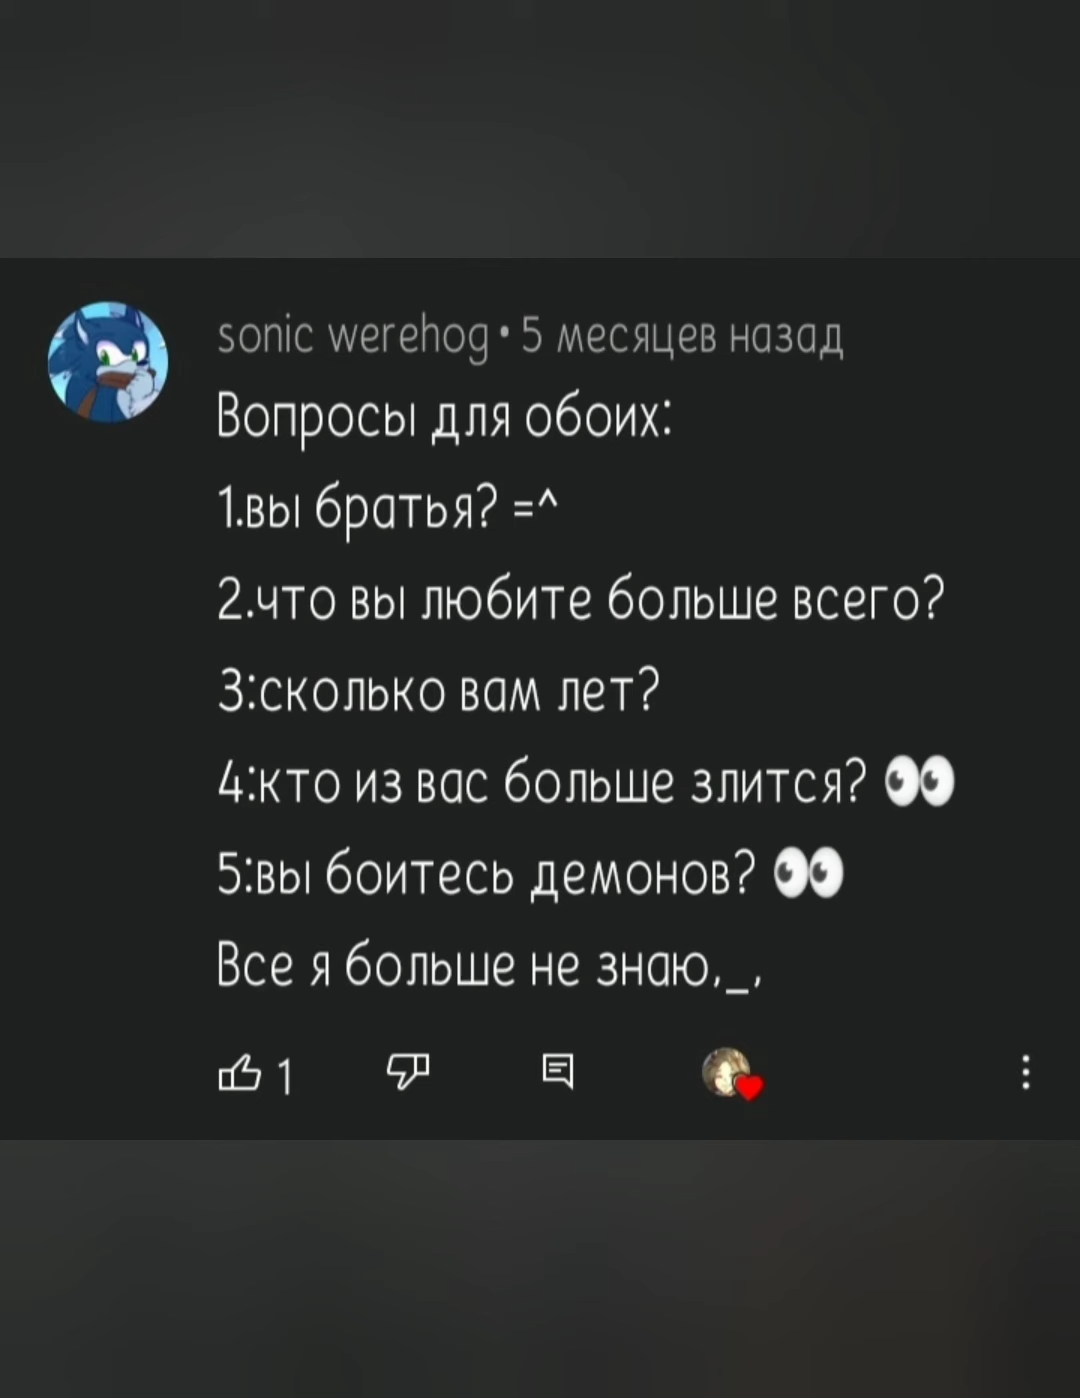 sonic werehog • 5 месяцев назад
Вопросы для обоих:
1.вы братья? =^
2.что вы любите больше всего?
3:сколько вам лет?
4:кто из вас больше злится? 👀
5:вы боитесь демонов? 👀
Все я больше не знаю,_,
1